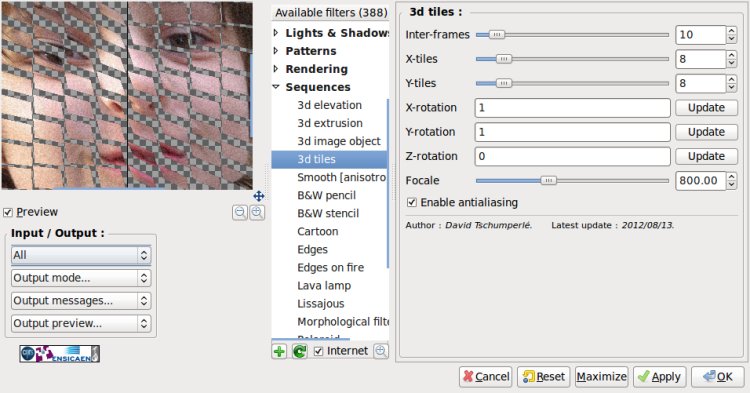 Preview
Input / Output :
All
Output mode...
Output messages...
Output preview...
ENSICAEN
Available filters (388)
Lights & Shadows
Patterns
Rendering
Sequences
3d elevation
3d extrusion
3d image object
3d tiles
Smooth [anisotro
B&W pencil
B&W stencil
Cartoon
Edges
Edges on fire
Lava lamp
Lissajous
Morphological filte
Internet
3d tiles :
Inter-frames 10
X-tiles 8
Y-tiles 8
X-rotation 1 Update
Y-rotation 1 Update
Z-rotation 0 Update
Focale 800.00
Enable antialiasing
Author : David Tschumperlé. Latest update : 2012/08/13.
Cancel Reset Maximize Apply OK